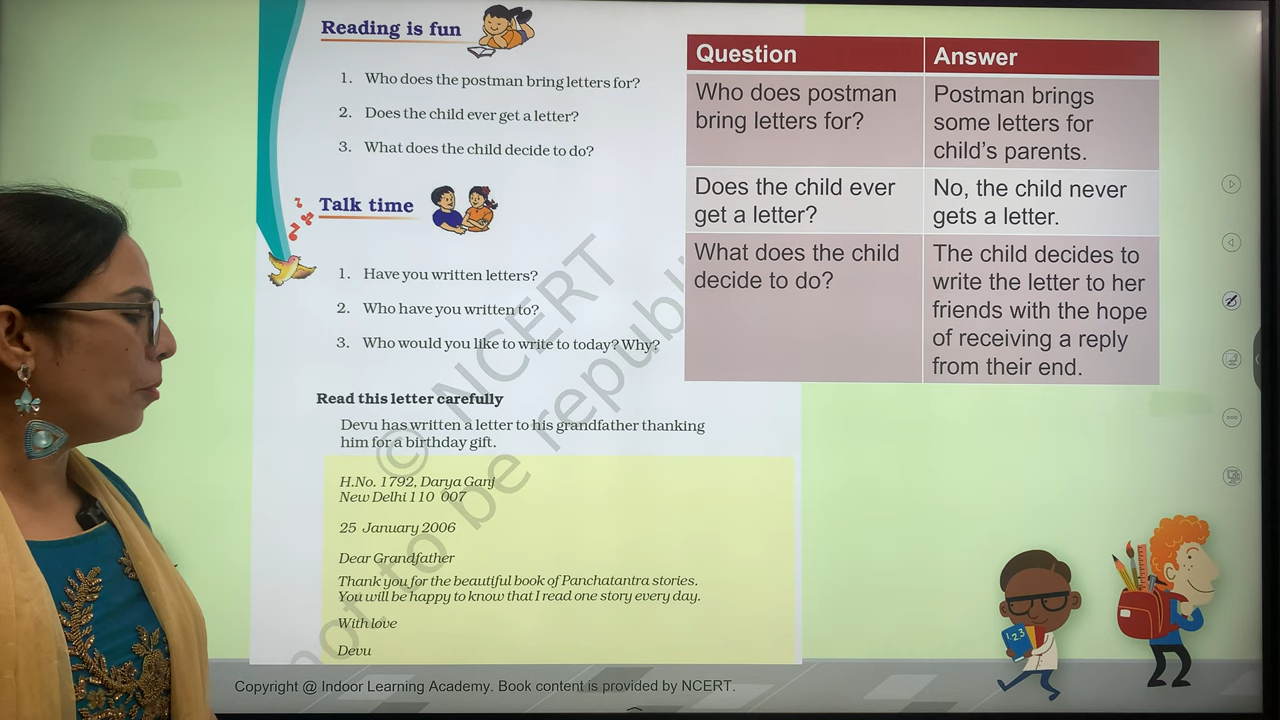 Reading is fun
1. Who does the postman bring letters for?
2. Does the child ever get a letter?
3. What does the child decide to do?
Talk time
1. Have you written letters?
2. Who have you written to?
3. Who would you like to write to today? Why?
Read this letter carefully
Devu has written a letter to his grandfather thanking
him for a birthday gift.
H.No. 1792, Darya Ganj
New Delhi 110 007
25 January 2006
Dear Grandfather
Thank you for the beautiful book of Panchatantra stories.
You will be happy to know that I read one story every day.
With love
Devu
© NCERT
not to be republi
Question
Answer
Who does postman
bring letters for?
Postman brings
some letters for
child's parents.
Does the child ever
get a letter?
No, the child never
gets a letter.
What does the child
decide to do?
The child decides to
write the letter to her
friends with the hope
of receiving a reply
from their end.
1.2.3
Copyright @ Indoor Learning Academy. Book content is provided by NCERT.